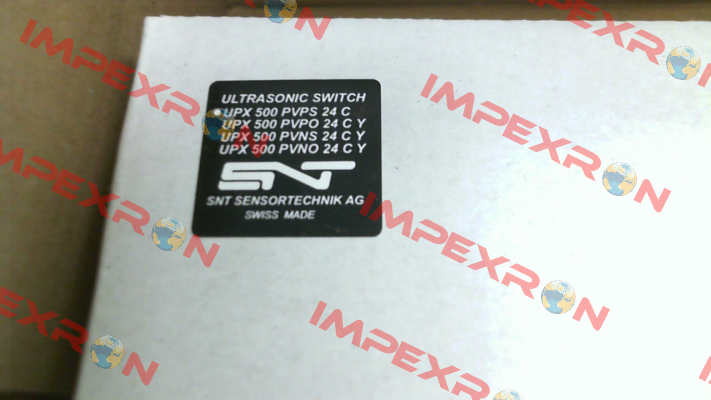 ULTRASONIC SWITCH
UPX 500 PVPS 24 C
UPX 500 PVPO 24 C Y
UPX 500 PVNS 24 C Y
UPX 500 PVNO 24 C Y
SNT
SNT SENSORTECHNIK AG
SWISS MADE
IMPEXRON
IMPEXRON
IMPEXRON
IMPEXRON
IMPEXRON
IMPEXRON
IMPEXRON